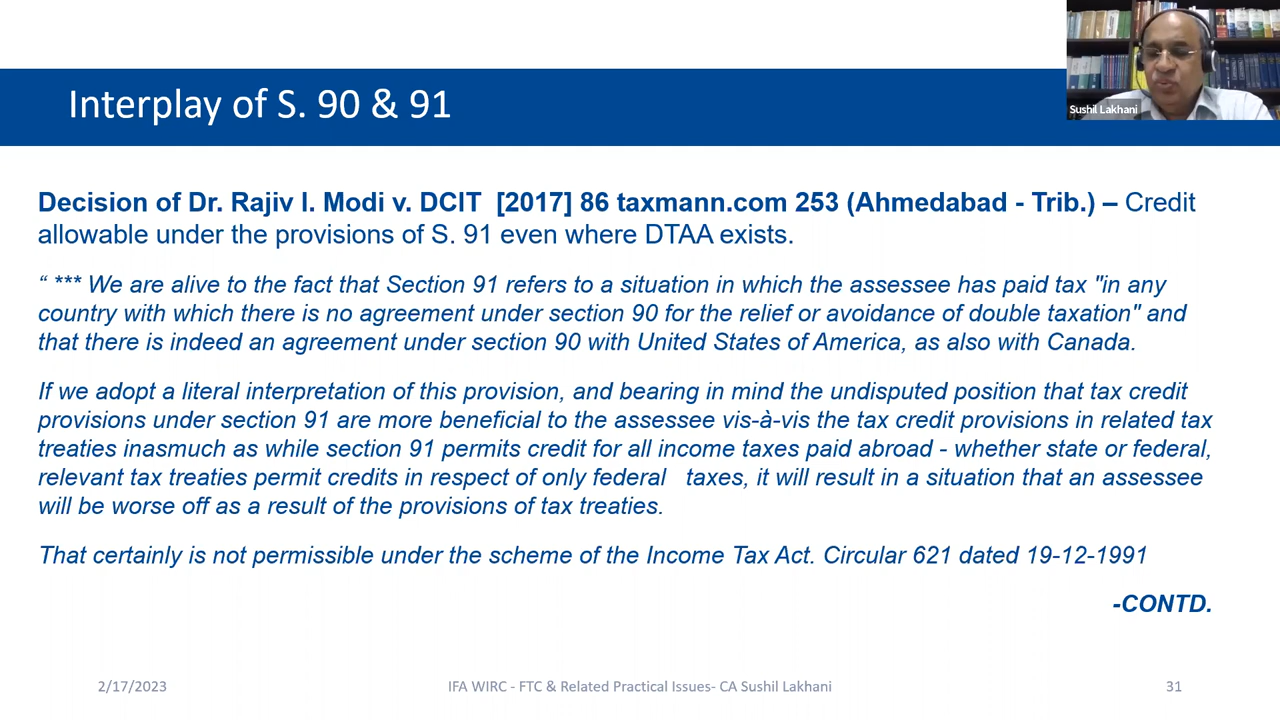 Sushil Lakhani
Interplay of S. 90 & 91
Decision of Dr. Rajiv I. Modi v. DCIT [2017] 86 taxmann.com 253 (Ahmedabad - Trib.) – Credit
allowable under the provisions of S. 91 even where DTAA exists.
“ *** We are alive to the fact that Section 91 refers to a situation in which the assessee has paid tax "in any
country with which there is no agreement under section 90 for the relief or avoidance of double taxation" and
that there is indeed an agreement under section 90 with United States of America, as also with Canada.
If we adopt a literal interpretation of this provision, and bearing in mind the undisputed position that tax credit
provisions under section 91 are more beneficial to the assessee vis-à-vis the tax credit provisions in related tax
treaties inasmuch as while section 91 permits credit for all income taxes paid abroad - whether state or federal,
relevant tax treaties permit credits in respect of only federal taxes, it will result in a situation that an assessee
will be worse off as a result of the provisions of tax treaties.
That certainly is not permissible under the scheme of the Income Tax Act. Circular 621 dated 19-12-1991
-CONTD.
2/17/2023
IFA WIRC - FTC & Related Practical Issues- CA Sushil Lakhani
31